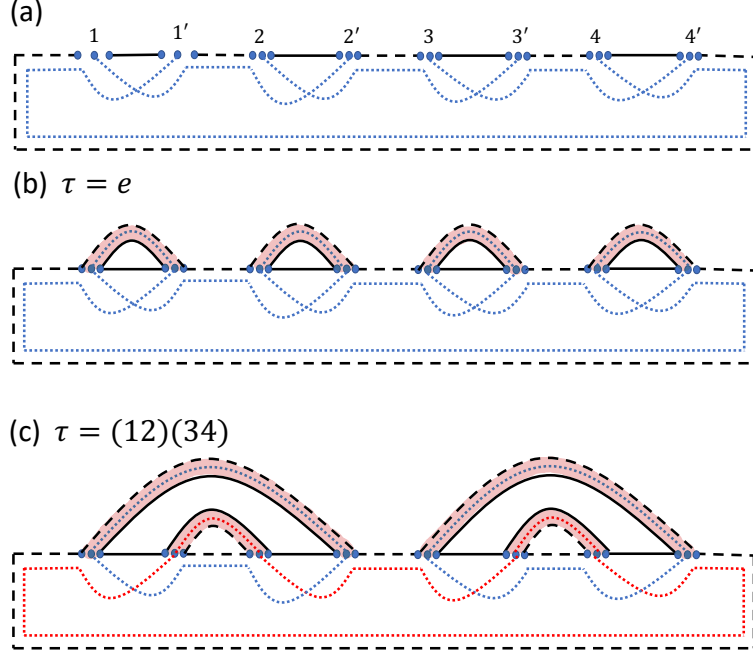 (a)
1 1′ 2 2′ 3 3′ 4 4′
(b) τ = e
(c) τ = (12)(34)